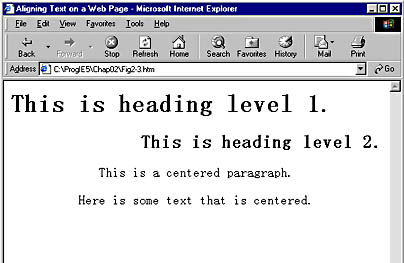 Aligning Text on a Web Page - Microsoft Internet Explorer
File Edit View Favorites Tools Help
Back Forward Stop Refresh Home Search Favorites History Mail Print
Address C:\ProgIE5\Chap02\Fig2-3.htm Go
This is heading level 1.
This is heading level 2.
This is a centered paragraph.
Here is some text that is centered.